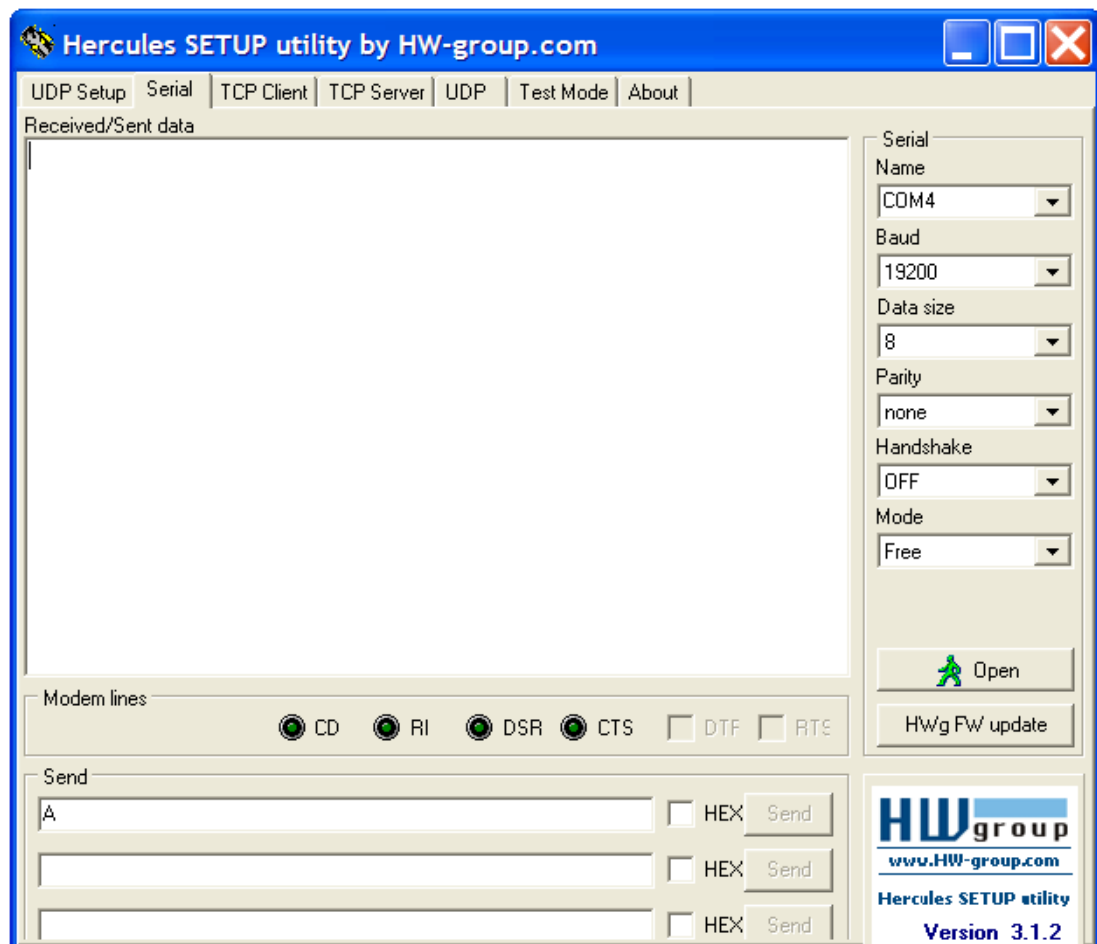 Hercules SETUP utility by HW-group.com
UDP Setup Serial TCP Client TCP Server UDP Test Mode About
Received/Sent data
Serial
Name
COM4
Baud
19200
Data size
8
Parity
none
Handshake
OFF
Mode
Free
Open
HWg FW update
Modem lines
CD RI DSR CTS DTR RTS
Send
A HEX Send
HEX Send
HEX Send
HW group
www.HW-group.com
Hercules SETUP utility
Version 3.1.2